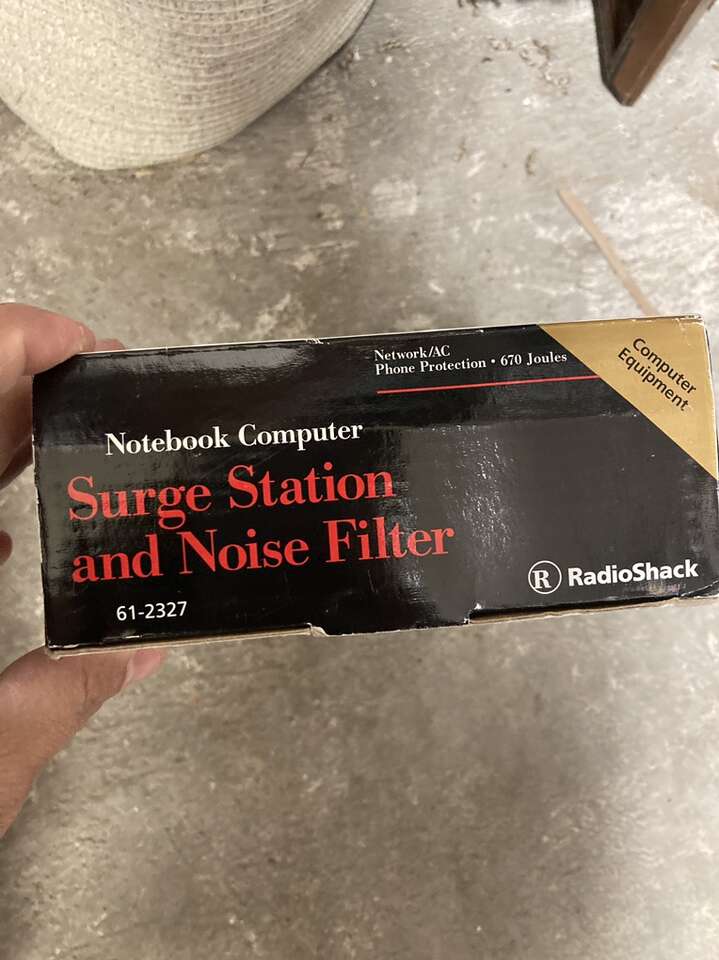 Network/AC
Phone Protection • 670 Joules
Computer
Equipment
Notebook Computer
Surge Station
and Noise Filter
61-2327
R RadioShack